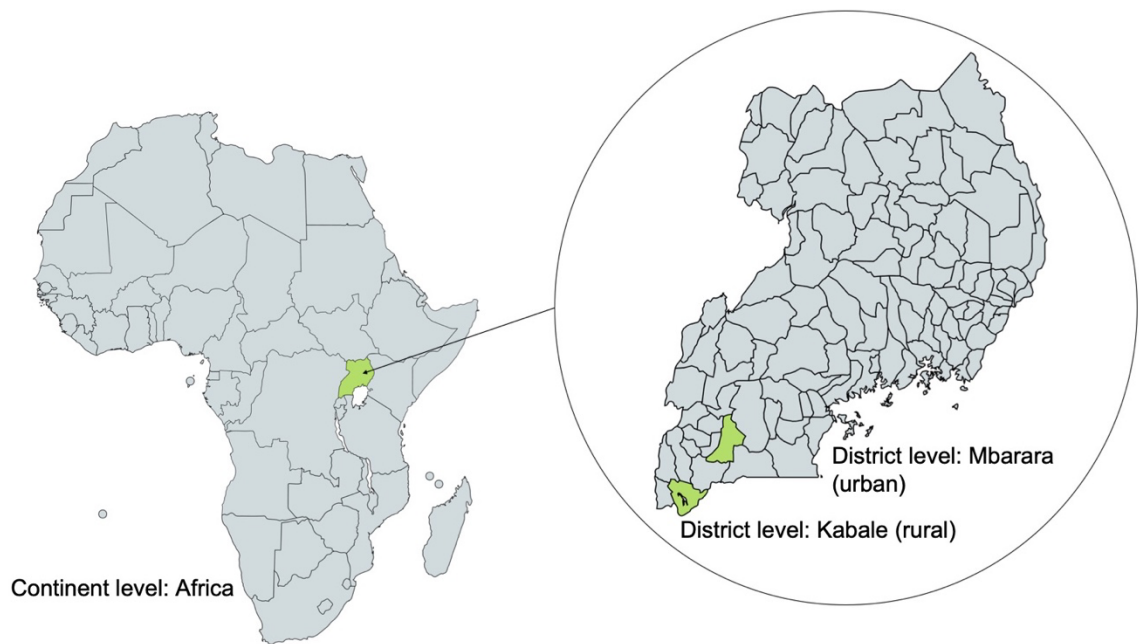 District level: Mbarara
(urban)
District level: Kabale (rural)
Continent level: Africa